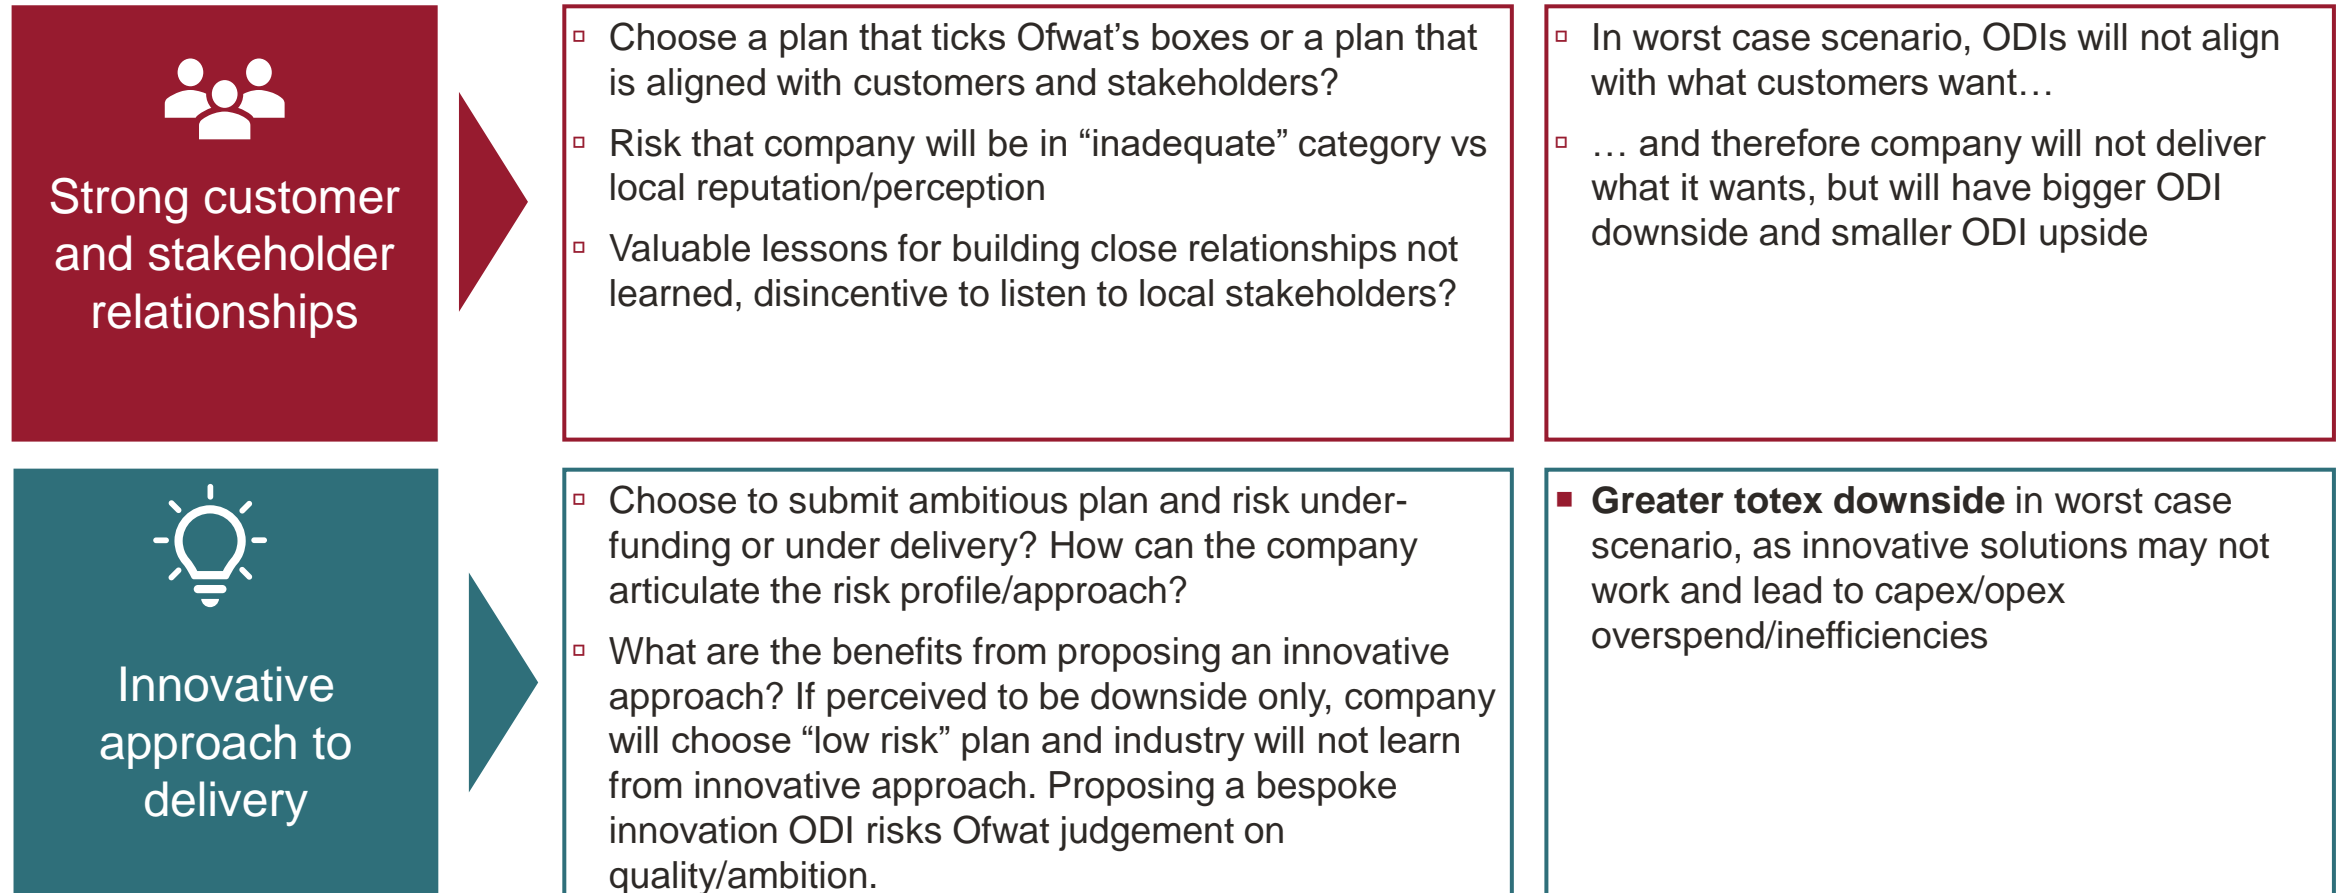 Strong customer
and stakeholder
relationships
▫ Choose a plan that ticks Ofwat’s boxes or a plan that
is aligned with customers and stakeholders?
▫ Risk that company will be in “inadequate” category vs
local reputation/perception
▫ Valuable lessons for building close relationships not
learned, disincentive to listen to local stakeholders?
▫ In worst case scenario, ODIs will not align
with what customers want…
▫ … and therefore company will not deliver
what it wants, but will have bigger ODI
downside and smaller ODI upside
Innovative
approach to
delivery
▫ Choose to submit ambitious plan and risk under-
funding or under delivery? How can the company
articulate the risk profile/approach?
▫ What are the benefits from proposing an innovative
approach? If perceived to be downside only, company
will choose “low risk” plan and industry will not learn
from innovative approach. Proposing a bespoke
innovation ODI risks Ofwat judgement on
quality/ambition.
▪ Greater totex downside in worst case
scenario, as innovative solutions may not
work and lead to capex/opex
overspend/inefficiencies